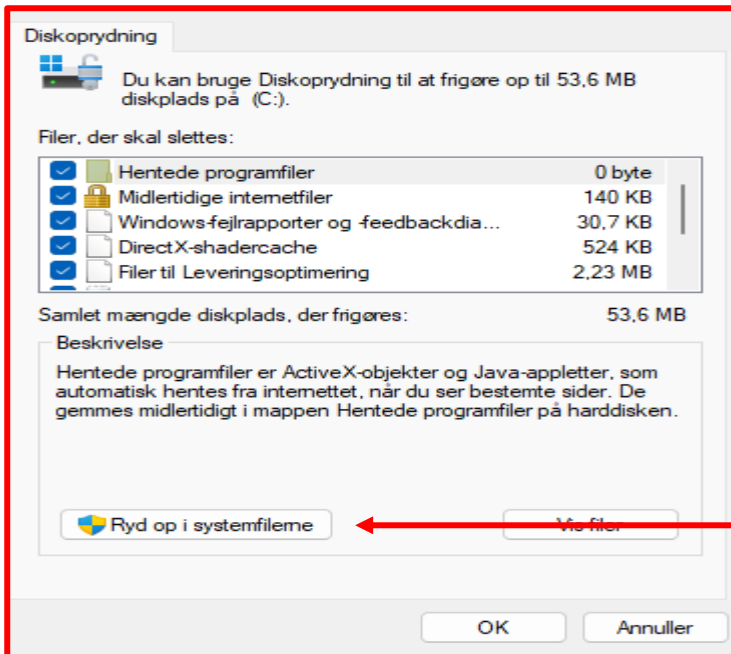 Diskoprydning
Du kan bruge Diskoprydning til at frigøre op til 53,6 MB
diskplads på (C:).
Filer, der skal slettes:
Hentede programfiler 0 byte
Midlertidige internetfiler 140 KB
Windows-fejlrapporter og -feedbackdia... 30,7 KB
DirectX-shadercache 524 KB
Filer til Leveringsoptimering 2,23 MB
Samlet mængde diskplads, der frigøres: 53,6 MB
Beskrivelse
Hentede programfiler er ActiveX-objekter og Java-appletter, som
automatisk hentes fra internettet, når du ser bestemte sider. De
gemmes midlertidigt i mappen Hentede programfiler på harddisken.
Ryd op i systemfilerne Vis filer
OK Annuller